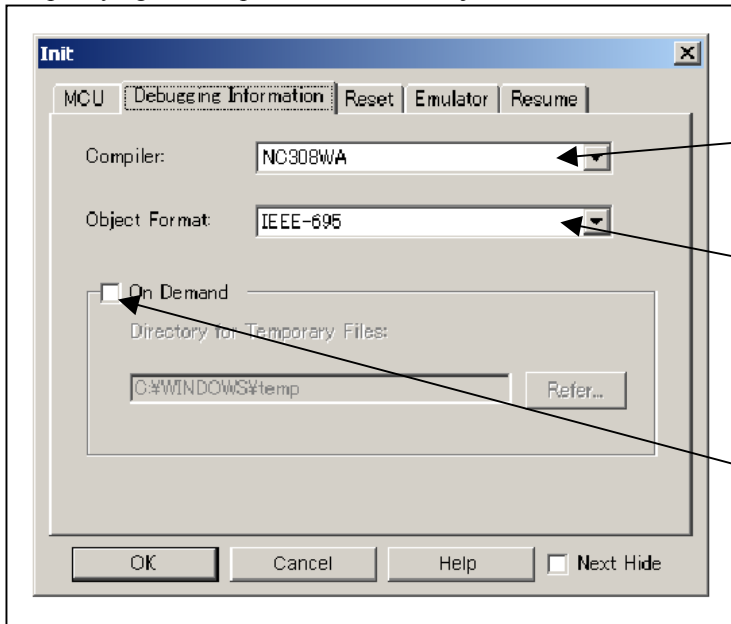 Init
MCU Debugging Information Reset Emulator Resume
Compiler: NC308WA
Object Format: IEEE-695
On Demand
Directory for Temporary Files:
C:¥WINDOWS¥temp Refer...
OK Cancel Help Next Hide